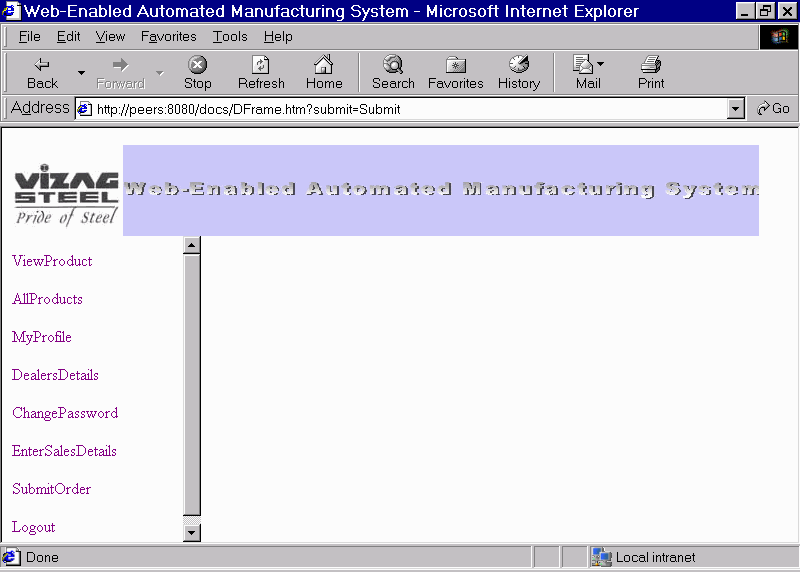 Web-Enabled Automated Manufacturing System - Microsoft Internet Explorer
File Edit View Favorites Tools Help
Back Forward Stop Refresh Home Search Favorites History Mail Print
Address http://peers:8080/docs/DFrame.htm?submit=Submit Go
VIZAG
STEEL
Pride of Steel
Web-Enabled Automated Manufacturing System
ViewProduct
AllProducts
MyProfile
DealersDetails
ChangePassword
EnterSalesDetails
SubmitOrder
Logout
Done Local intranet